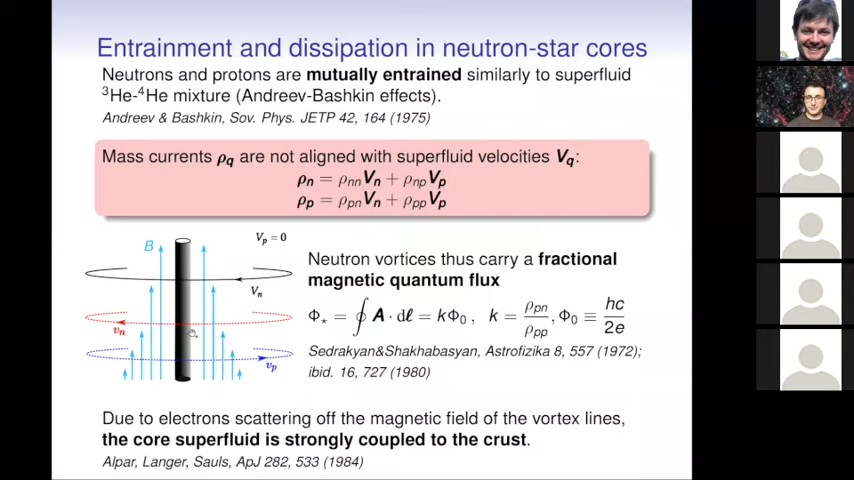 Entrainment and dissipation in neutron-star cores
Neutrons and protons are mutually entrained similarly to superfluid
³He-⁴He mixture (Andreev-Bashkin effects).
Andreev & Bashkin, Sov. Phys. JETP 42, 164 (1975)
Mass currents ρq are not aligned with superfluid velocities Vq:
ρn = ρnnVn + ρnpVp
ρp = ρpnVn + ρppVp
B
Vp = 0
Vn
vn
vp
Neutron vortices thus carry a fractional
magnetic quantum flux
Φ⋆ = ∮ A · dℓ = kΦ0 , k = ρpn/ρpp , Φ0 ≡ hc/2e
Sedrakyan&Shakhabasyan, Astrofizika 8, 557 (1972);
ibid. 16, 727 (1980)
Due to electrons scattering off the magnetic field of the vortex lines,
the core superfluid is strongly coupled to the crust.
Alpar, Langer, Sauls, ApJ 282, 533 (1984)